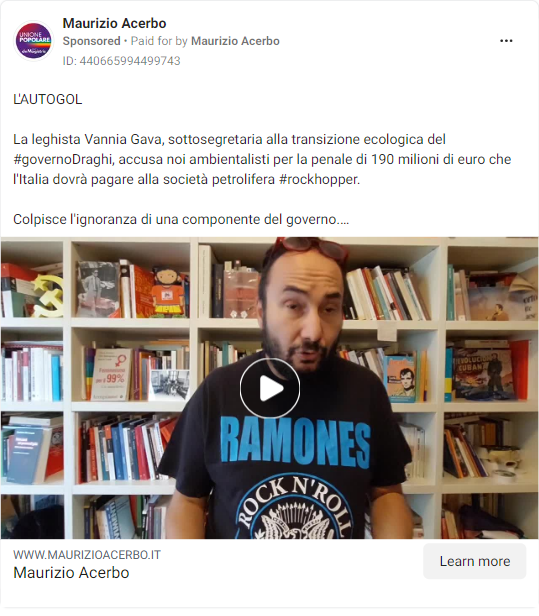 Maurizio Acerbo
Sponsored • Paid for by Maurizio Acerbo
ID: 440665994499743
UNIONE
POPOLARE
L'AUTOGOL
La leghista Vannia Gava, sottosegretaria alla transizione ecologica del
#governoDraghi, accusa noi ambientalisti per la penale di 190 milioni di euro che
l'Italia dovrà pagare alla società petrolifera #rockhopper.
Colpisce l'ignoranza di una componente del governo....
99%
RAMONES
ROCK N'ROLL
WWW.MAURIZIOACERBO.IT
Maurizio Acerbo
Learn more